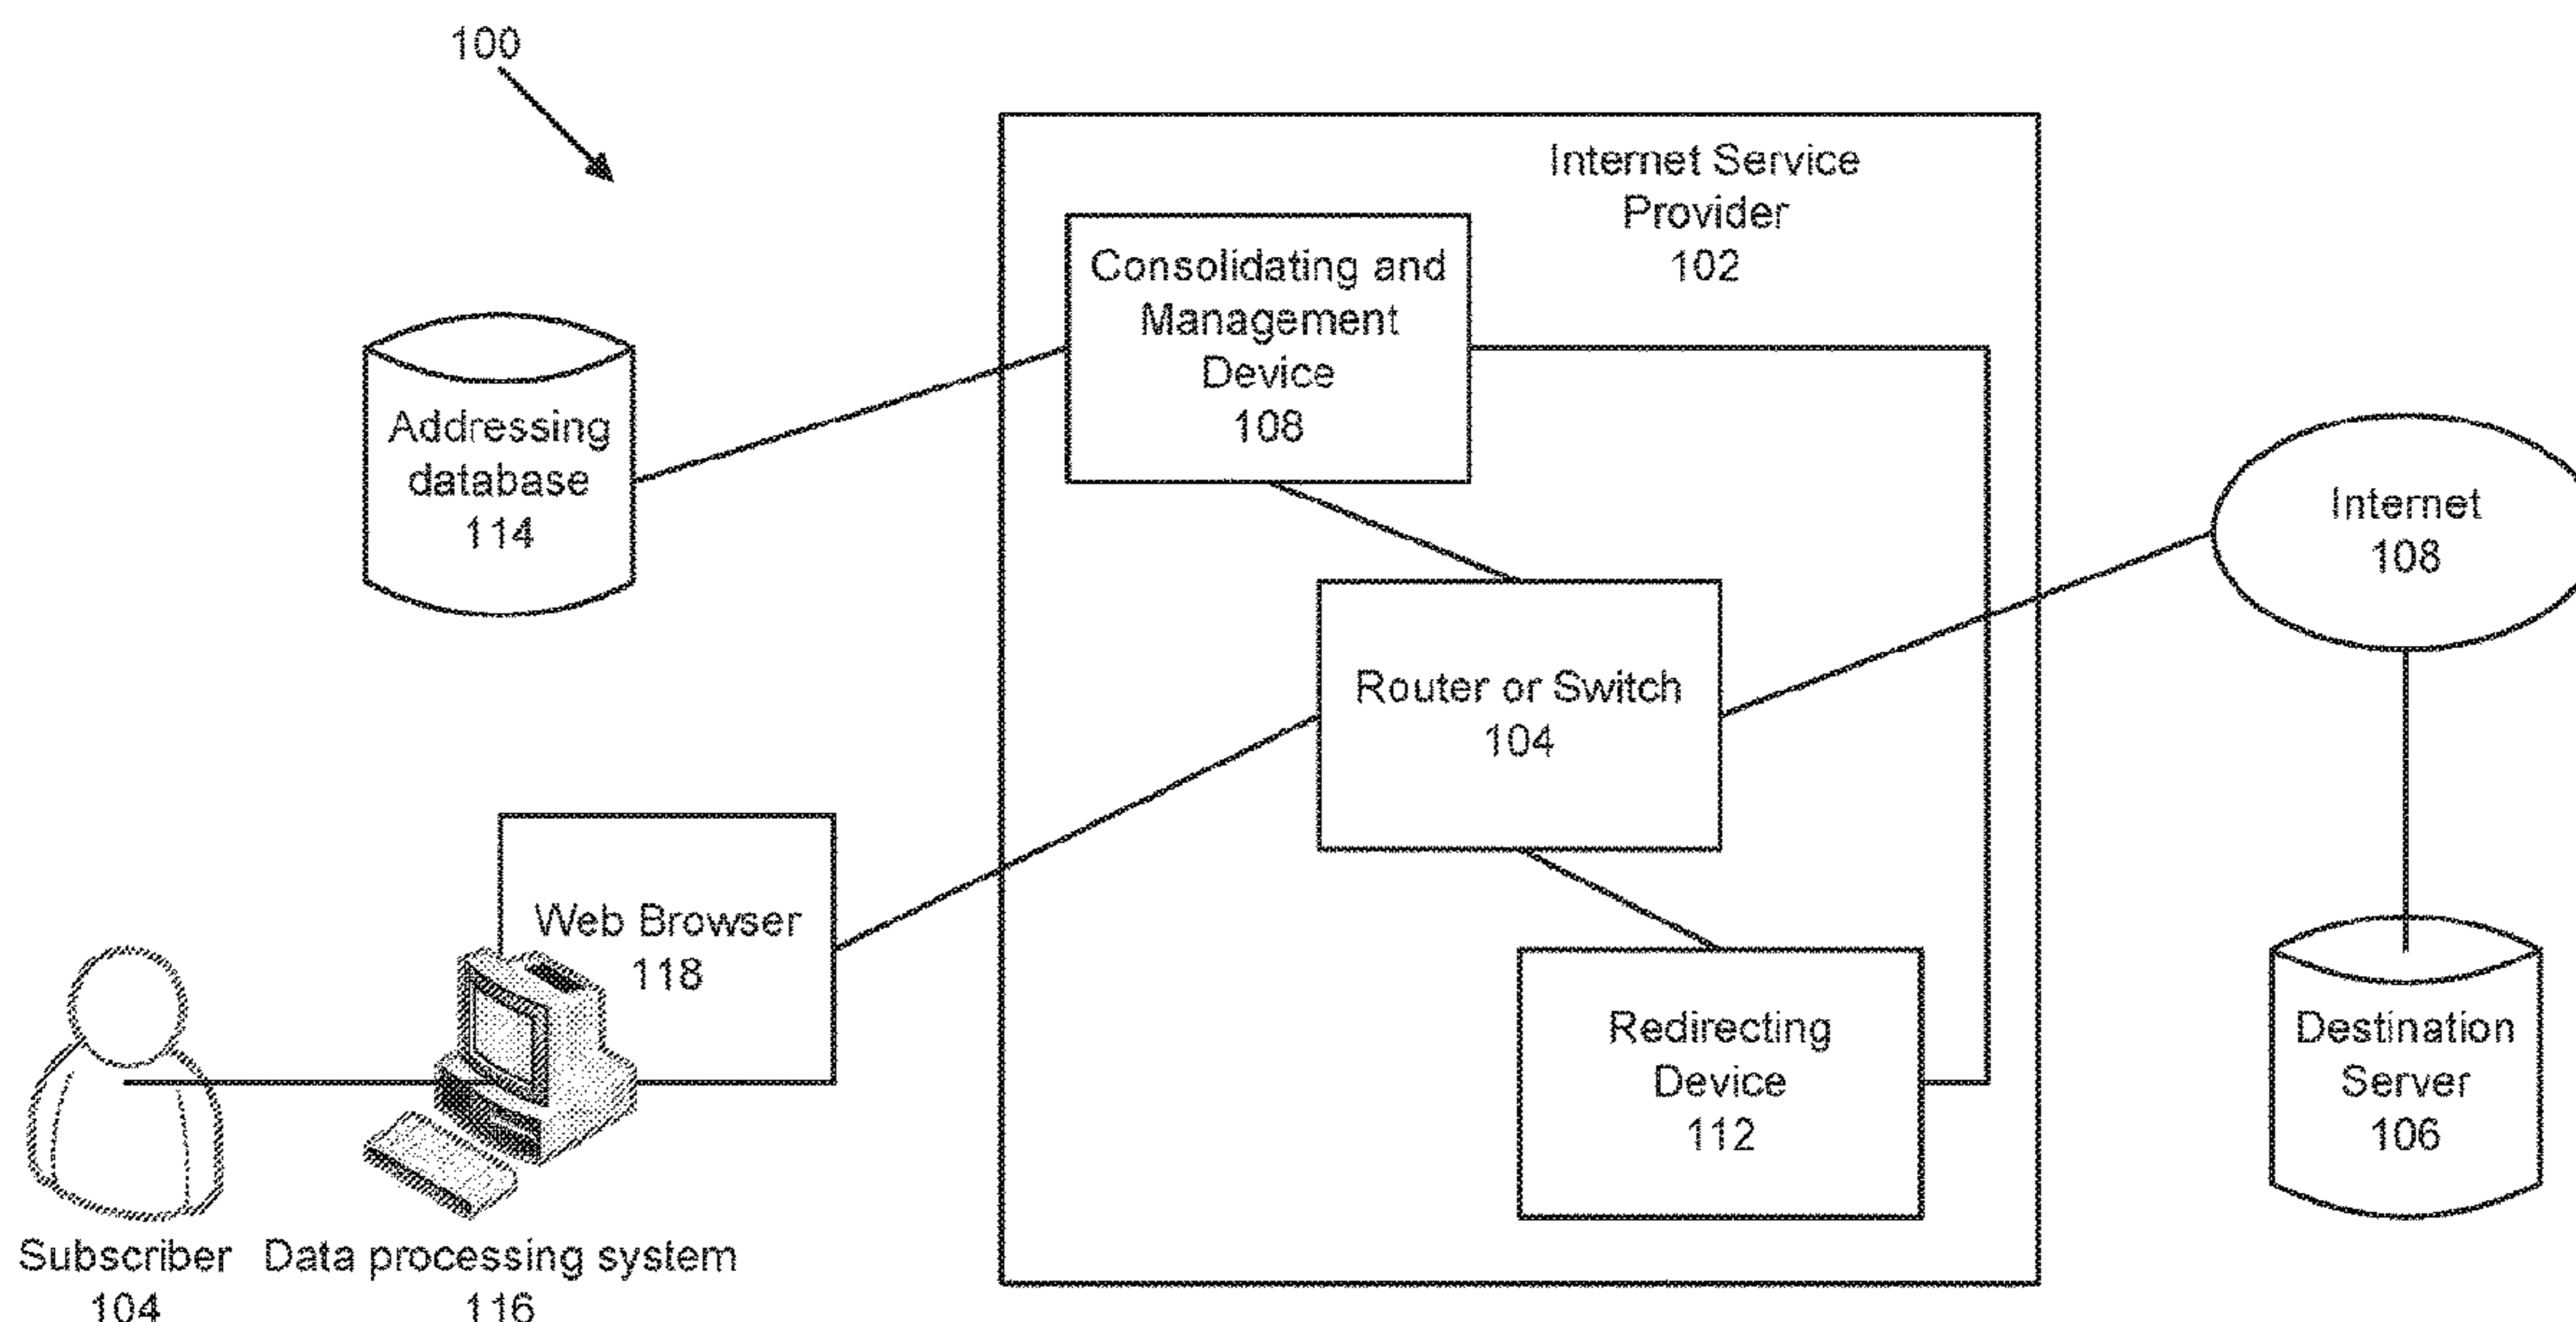 100
Internet Service
Provider
102
Consolidating and
Management
Device
108
Addressing
database
114
Internet
108
Router or Switch
104
Web Browser
118
Redirecting
Device
112
Destination
Server
106
Subscriber
104
Data processing system
116